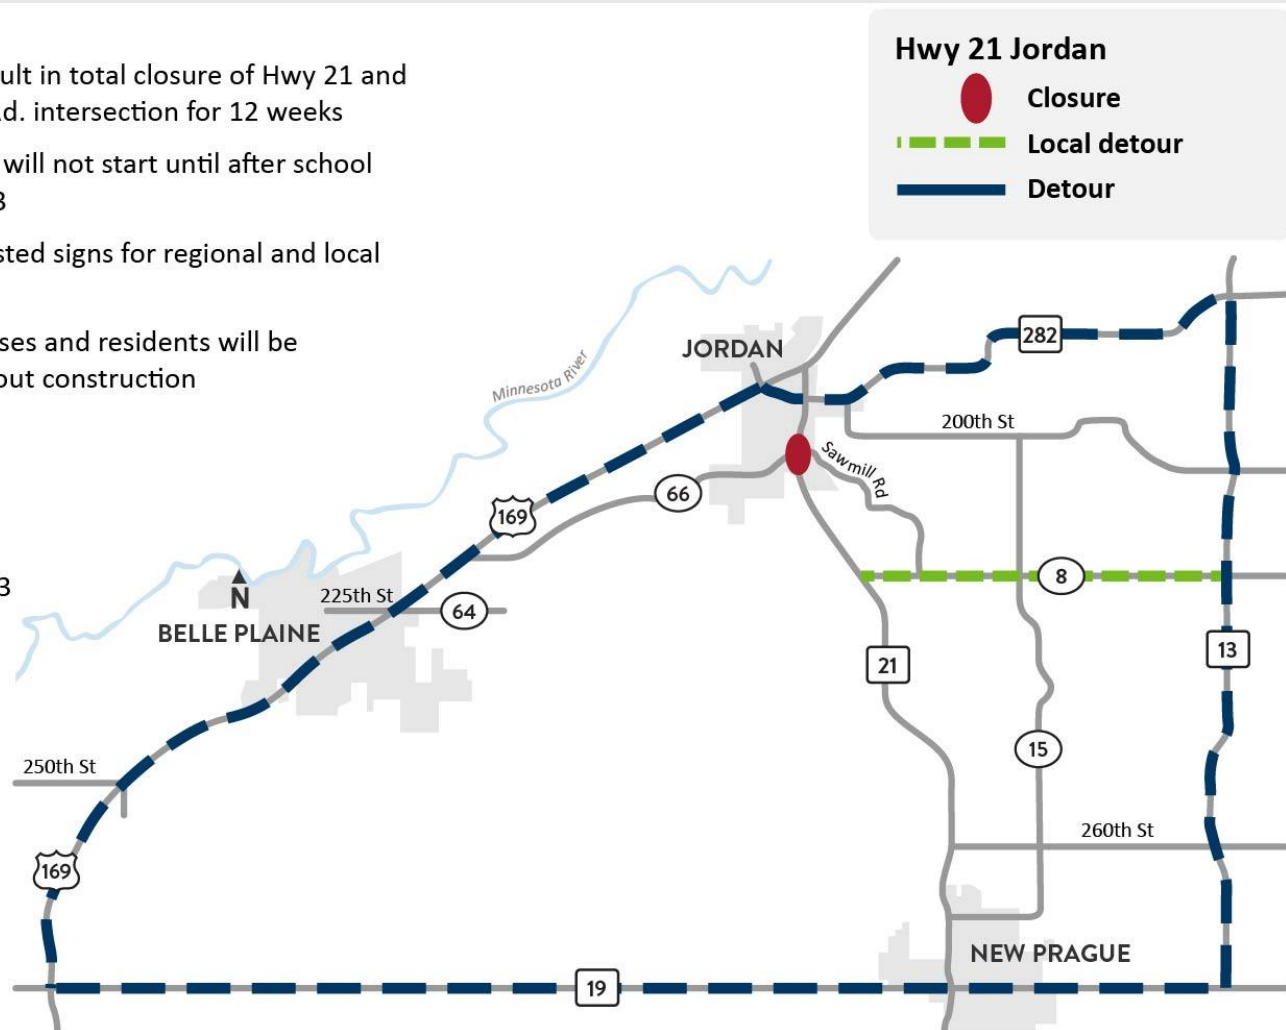 ult in total closure of Hwy 21 and
d. intersection for 12 weeks
will not start until after school
3
sted signs for regional and local
ses and residents will be
out construction
3
Hwy 21 Jordan
Closure
Local detour
Detour
JORDAN
282
Minnesota River
200th St
Sawmill Rd
66
169
8
N
225th St
64
BELLE PLAINE
13
21
15
250th St
260th St
169
NEW PRAGUE
19